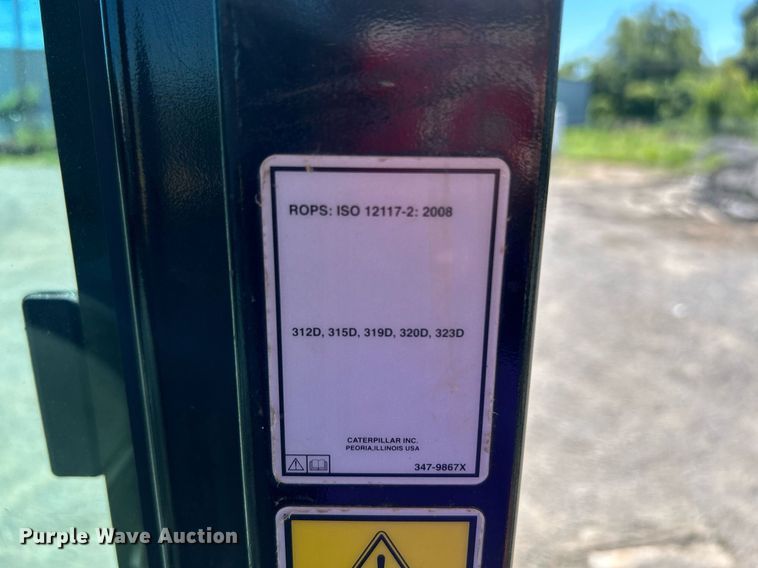 ROPS: ISO 12117-2: 2008
312D, 315D, 319D, 320D, 323D
CATERPILLAR INC.
PEORIA,ILLINOIS USA
347-9867X
Purple Wave Auction®